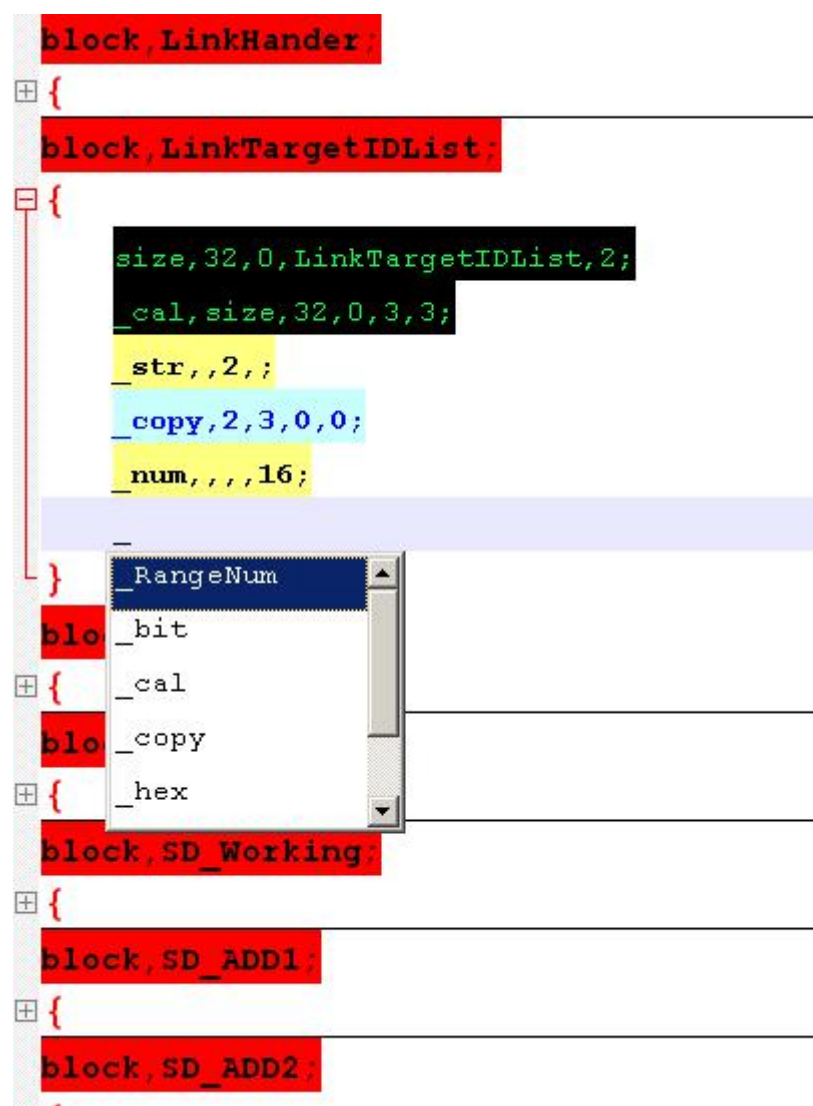 block,LinkHander;
{
block,LinkTargetIDList;
{
size,32,0,LinkTargetIDList,2;
_cal,size,32,0,3,3;
_str,,2,;
_copy,2,3,0,0;
_num,,,,16;
_
_RangeNum
}
_bit
_cal
{
_copy
_hex
{
block,SD_Working;
{
block,SD_ADD1;
{
block,SD_ADD2;